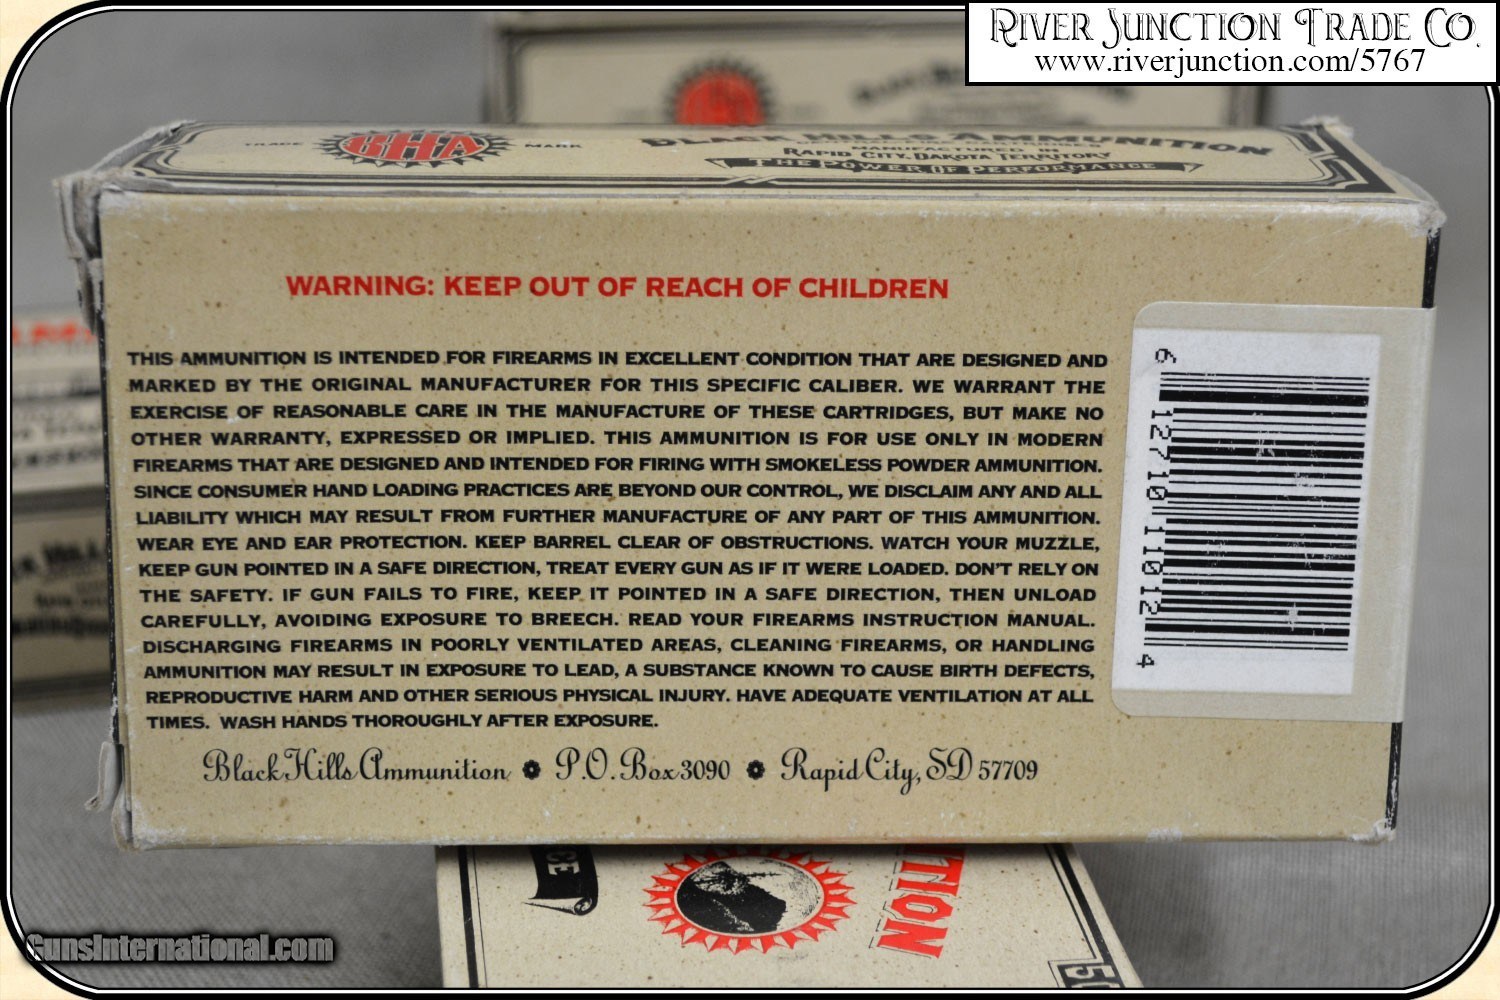 RIVER JUNCTION TRADE CO.
www.riverjunction.com/5767
TRADE BHA MARK
BLACK HILLS AMMUNITION
MANUFACTURED IN
RAPID CITY, DAKOTA TERRITORY
THE POWER OF PERFORMANCE
WARNING: KEEP OUT OF REACH OF CHILDREN
THIS AMMUNITION IS INTENDED FOR FIREARMS IN EXCELLENT CONDITION THAT ARE DESIGNED AND
MARKED BY THE ORIGINAL MANUFACTURER FOR THIS SPECIFIC CALIBER. WE WARRANT THE
EXERCISE OF REASONABLE CARE IN THE MANUFACTURE OF THESE CARTRIDGES, BUT MAKE NO
OTHER WARRANTY, EXPRESSED OR IMPLIED. THIS AMMUNITION IS FOR USE ONLY IN MODERN
FIREARMS THAT ARE DESIGNED AND INTENDED FOR FIRING WITH SMOKELESS POWDER AMMUNITION.
SINCE CONSUMER HAND LOADING PRACTICES ARE BEYOND OUR CONTROL, WE DISCLAIM ANY AND ALL
LIABILITY WHICH MAY RESULT FROM FURTHER MANUFACTURE OF ANY PART OF THIS AMMUNITION.
WEAR EYE AND EAR PROTECTION. KEEP BARREL CLEAR OF OBSTRUCTIONS. WATCH YOUR MUZZLE,
KEEP GUN POINTED IN A SAFE DIRECTION, TREAT EVERY GUN AS IF IT WERE LOADED. DON'T RELY ON
THE SAFETY. IF GUN FAILS TO FIRE, KEEP IT POINTED IN A SAFE DIRECTION, THEN UNLOAD
CAREFULLY, AVOIDING EXPOSURE TO BREECH. READ YOUR FIREARMS INSTRUCTION MANUAL.
DISCHARGING FIREARMS IN POORLY VENTILATED AREAS, CLEANING FIREARMS, OR HANDLING
AMMUNITION MAY RESULT IN EXPOSURE TO LEAD, A SUBSTANCE KNOWN TO CAUSE BIRTH DEFECTS,
REPRODUCTIVE HARM AND OTHER SERIOUS PHYSICAL INJURY. HAVE ADEQUATE VENTILATION AT ALL
TIMES. WASH HANDS THOROUGHLY AFTER EXPOSURE.
Black Hills Ammunition P.O. Box 3090 Rapid City, SD 57709
6 12710 11012 4
CE
ITION
50
GunsInternational.com